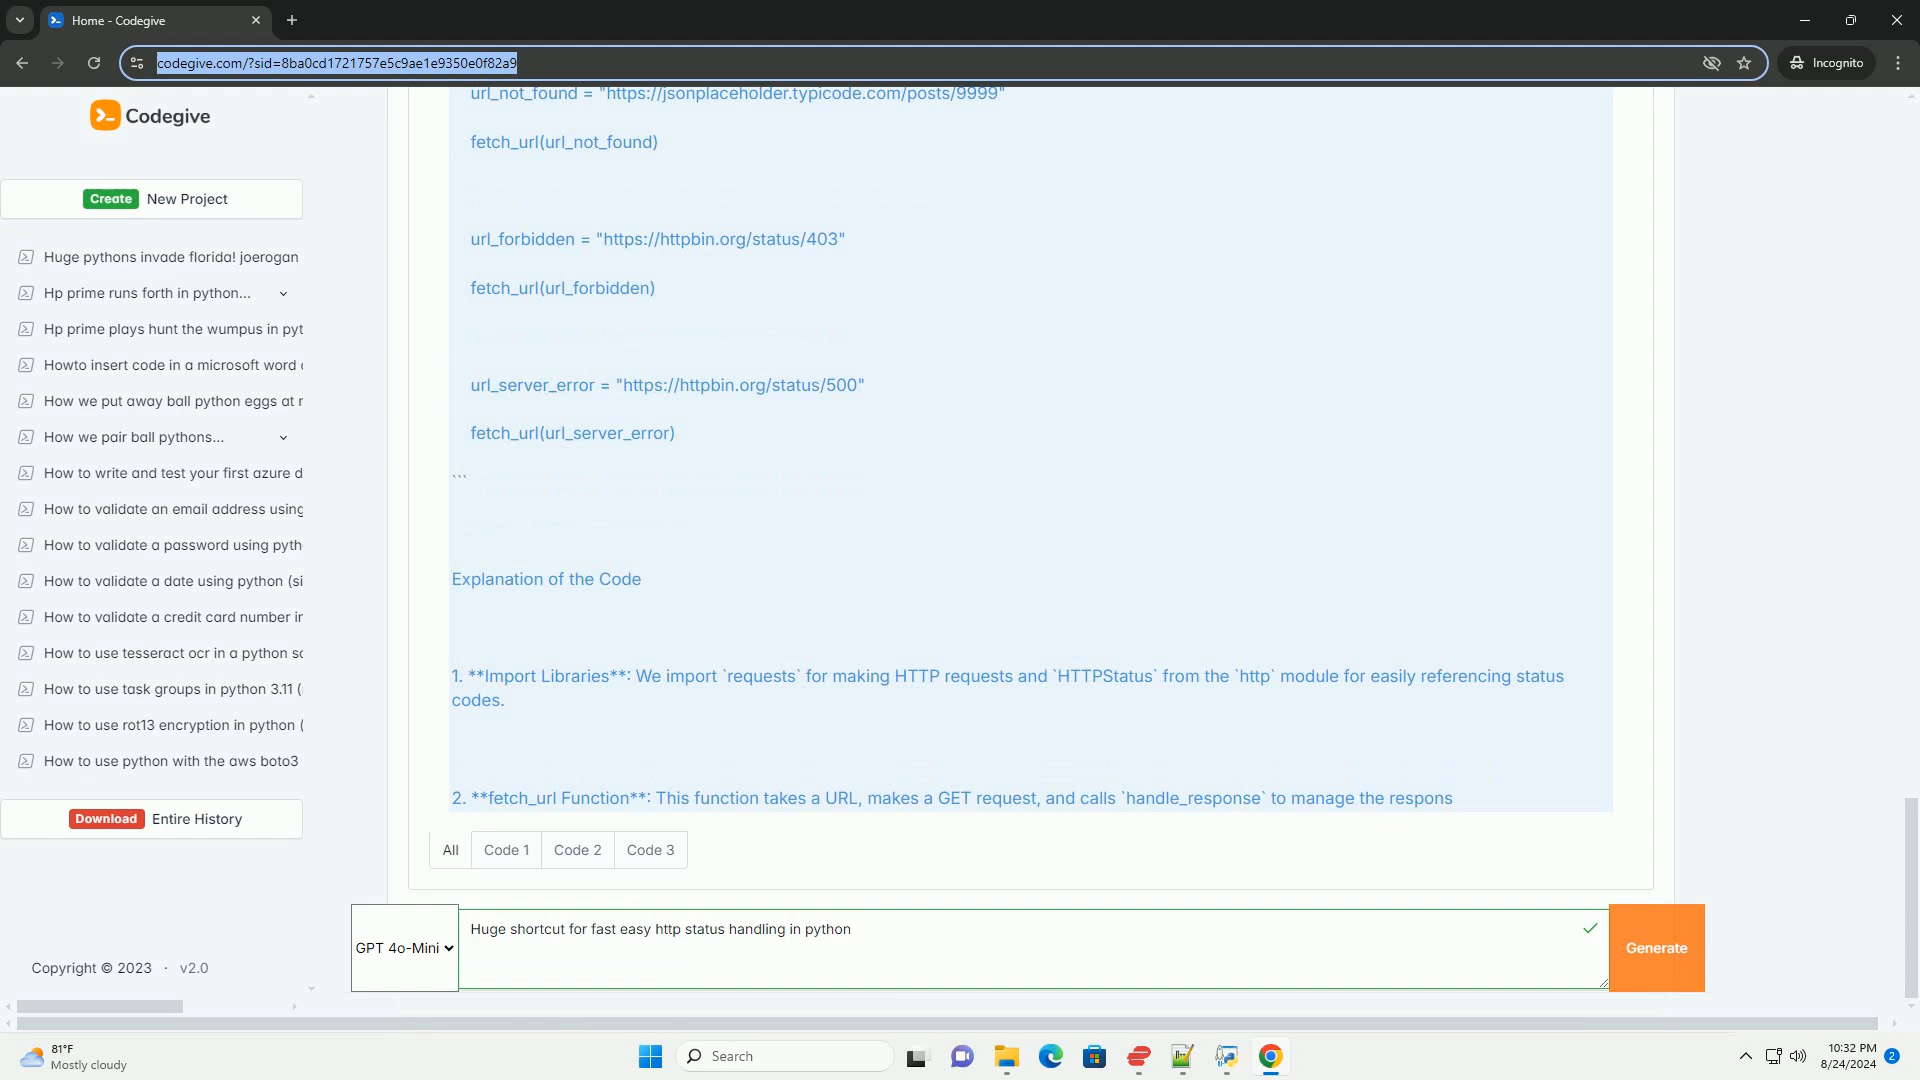 Home - Codegive
codegive.com/?sid=8ba0cd1721757e5c9ae1e9350e0f82a9
Incognito
Codegive
Create New Project
Huge pythons invade florida! joerogan
Hp prime runs forth in python...
Hp prime plays hunt the wumpus in pyt
Howto insert code in a microsoft word
How we put away ball python eggs at r
How we pair ball pythons...
How to write and test your first azure d
How to validate an email address using
How to validate a password using pyth
How to validate a date using python (si
How to validate a credit card number ir
How to use tesseract ocr in a python sc
How to use task groups in python 3.11 (
How to use rot13 encryption in python (
How to use python with the aws boto3
Download Entire History
Copyright © 2023 · v2.0
url_not_found = "https://jsonplaceholder.typicode.com/posts/9999"
fetch_url(url_not_found)
url_forbidden = "https://httpbin.org/status/403"
fetch_url(url_forbidden)
url_server_error = "https://httpbin.org/status/500"
fetch_url(url_server_error)
```
Explanation of the Code
1. **Import Libraries**: We import `requests` for making HTTP requests and `HTTPStatus` from the `http` module for easily referencing status
codes.
2. **fetch_url Function**: This function takes a URL, makes a GET request, and calls `handle_response` to manage the respons
All Code 1 Code 2 Code 3
GPT 4o-Mini
Huge shortcut for fast easy http status handling in python
Generate
81°F
Mostly cloudy
Search
10:32 PM
8/24/2024
2